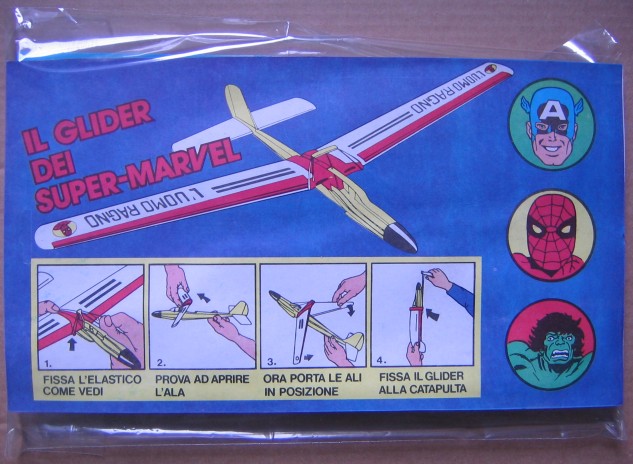 IL GLIDER
DEI
SUPER-MARVEL
L'UOMO RAGNO
L'UOMO RAGNO
A
1.
FISSA L'ELASTICO
COME VEDI
2.
PROVA AD APRIRE
L'ALA
3.
ORA PORTA LE ALI
IN POSIZIONE
4.
FISSA IL GLIDER
ALLA CATAPULTA